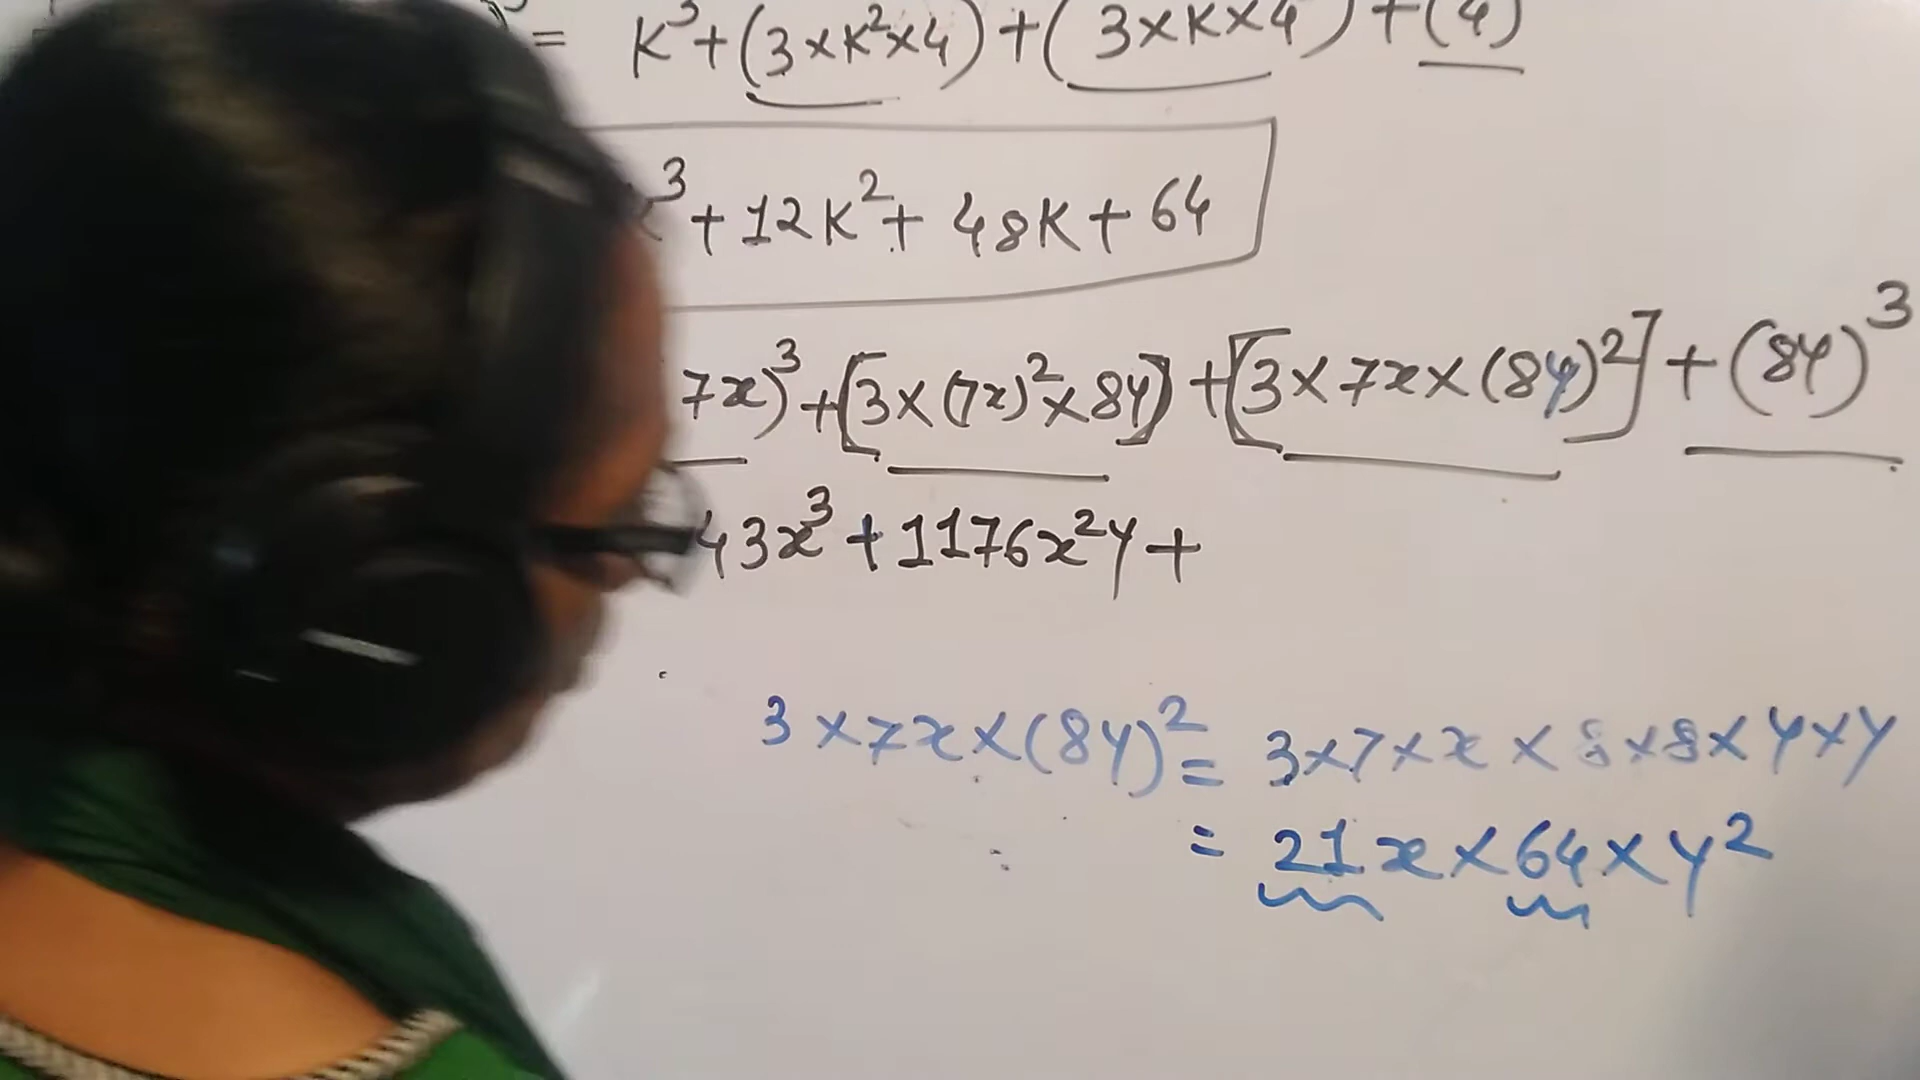 = K³ + (3×K²×4) + (3×K×4 ) + (4)
³ + 12K² + 48K + 64
7x)³ + [3×(7x)²×8y] + [3×7x×(8y)²] + (8y)³
43x³ + 1176x²y +
3×7x×(8y)² = 3×7×x×8×8×y×y
= 21x×64×y²